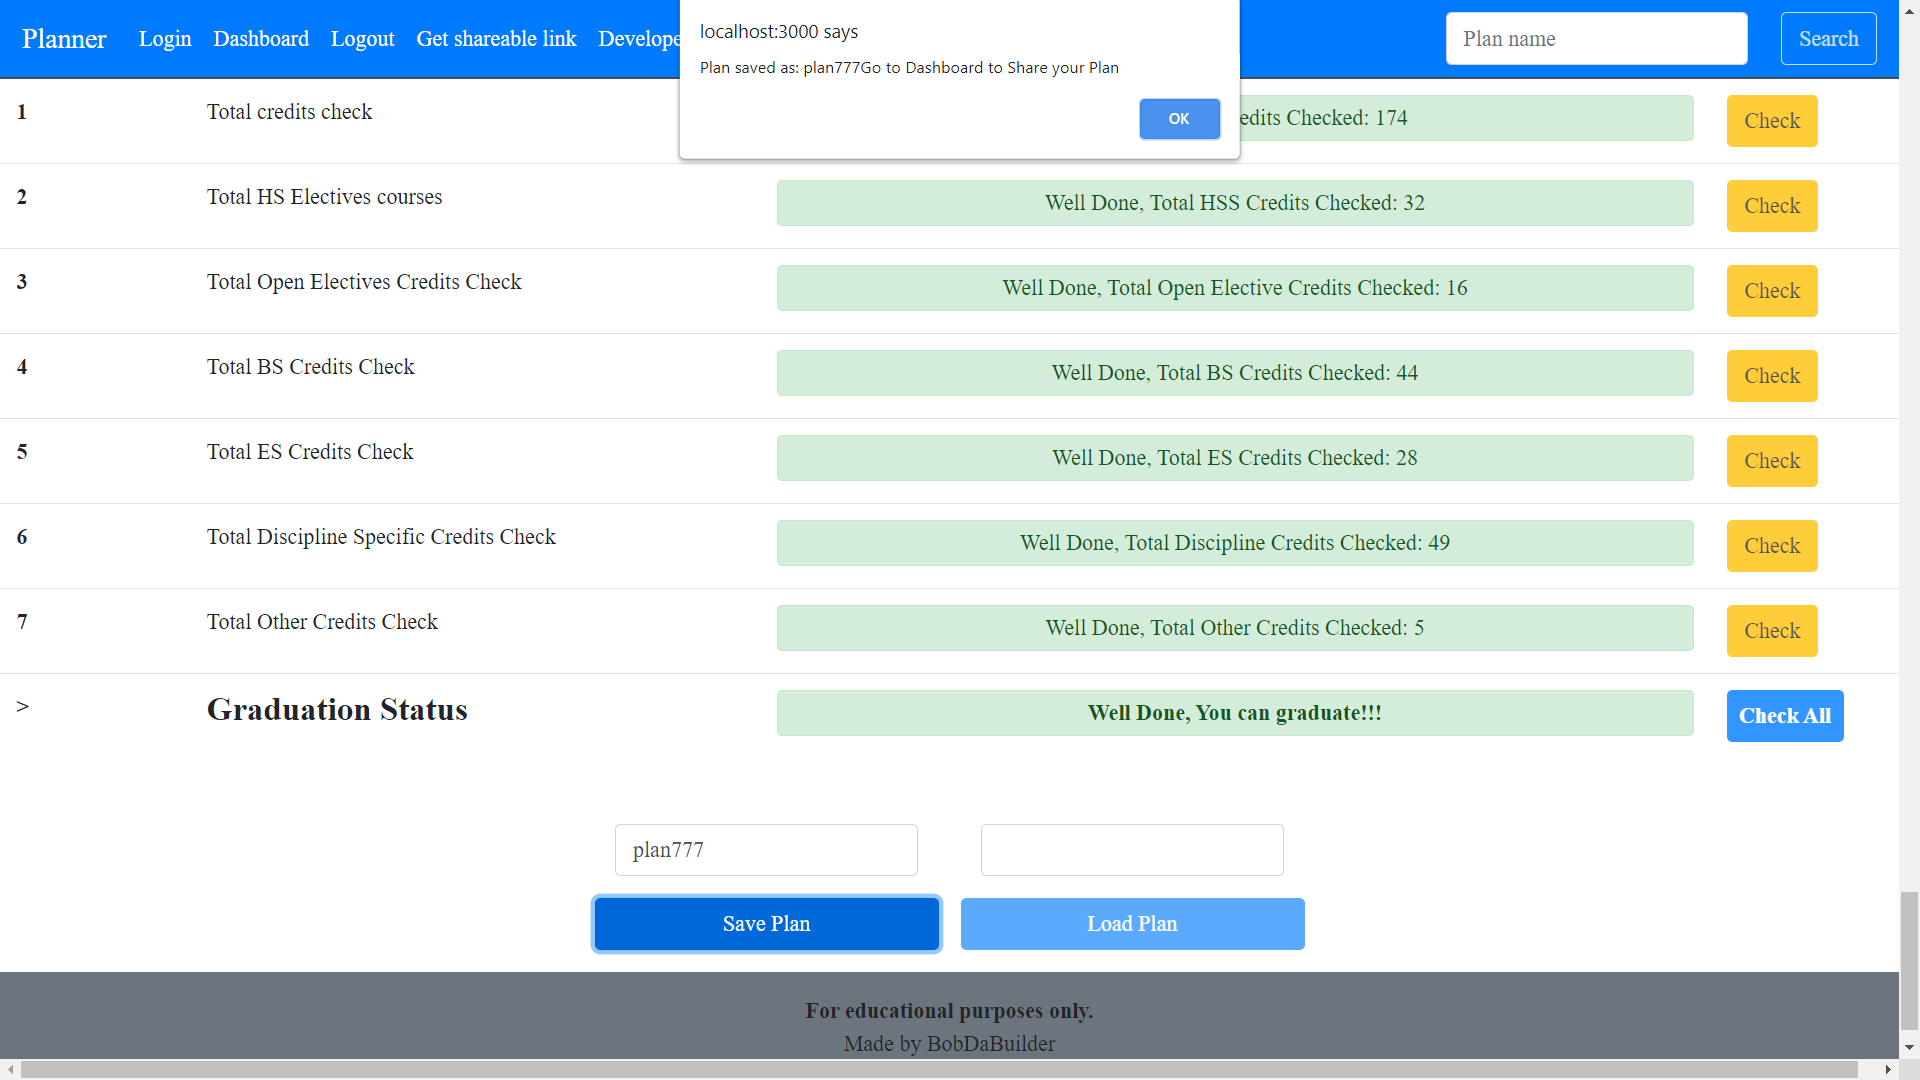 Planner Login Dashboard Logout Get shareable link Develope Plan name Search
localhost:3000 says
Plan saved as: plan777Go to Dashboard to Share your Plan
OK
1 Total credits check edits Checked: 174 Check
2 Total HS Electives courses Well Done, Total HSS Credits Checked: 32 Check
3 Total Open Electives Credits Check Well Done, Total Open Elective Credits Checked: 16 Check
4 Total BS Credits Check Well Done, Total BS Credits Checked: 44 Check
5 Total ES Credits Check Well Done, Total ES Credits Checked: 28 Check
6 Total Discipline Specific Credits Check Well Done, Total Discipline Credits Checked: 49 Check
7 Total Other Credits Check Well Done, Total Other Credits Checked: 5 Check
> Graduation Status Well Done, You can graduate!!! Check All
plan777
Save Plan Load Plan
For educational purposes only.
Made by BobDaBuilder